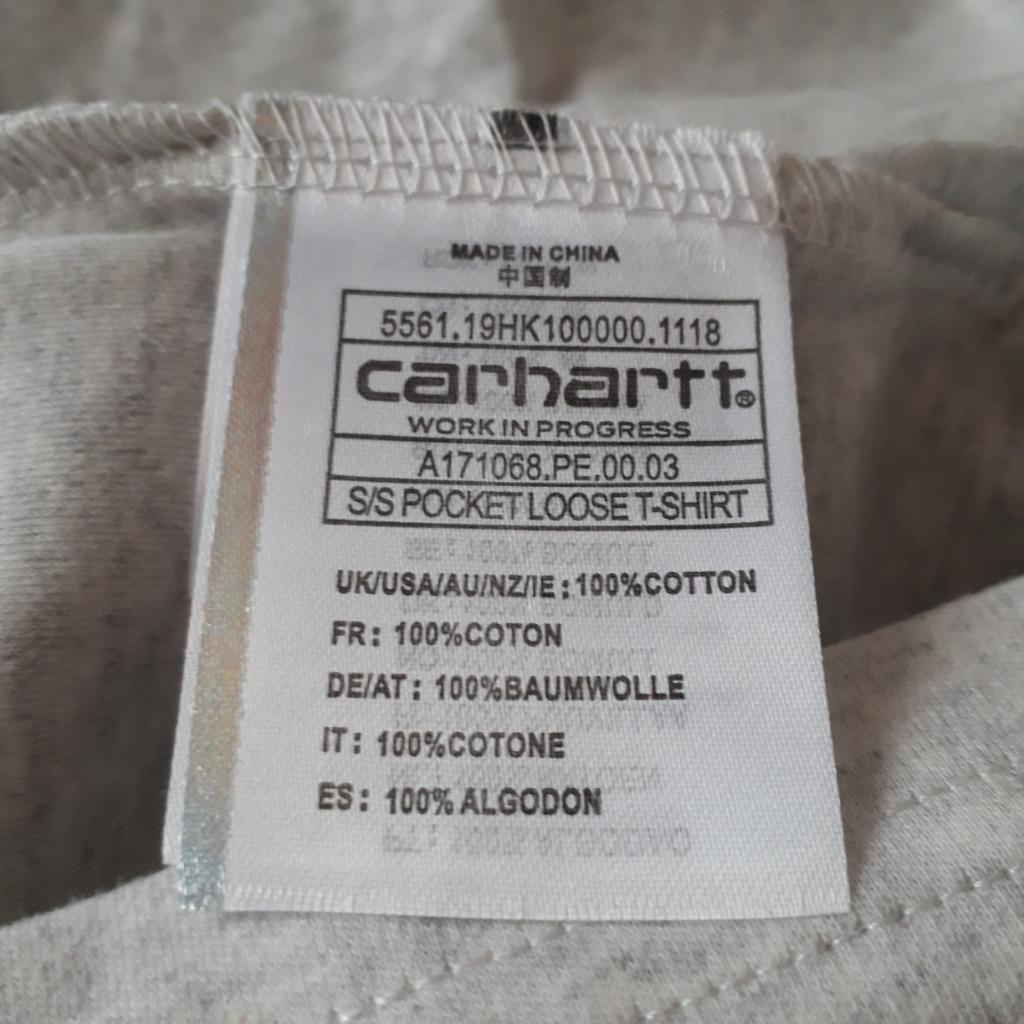 MADE IN CHINA
中国制
5561.19HK100000.1118
carhartt®
WORK IN PROGRESS
A171068.PE.00.03
S/S POCKET LOOSE T-SHIRT
UK/USA/AU/NZ/IE : 100%COTTON
FR : 100%COTON
DE/AT : 100%BAUMWOLLE
IT : 100%COTONE
ES : 100% ALGODON